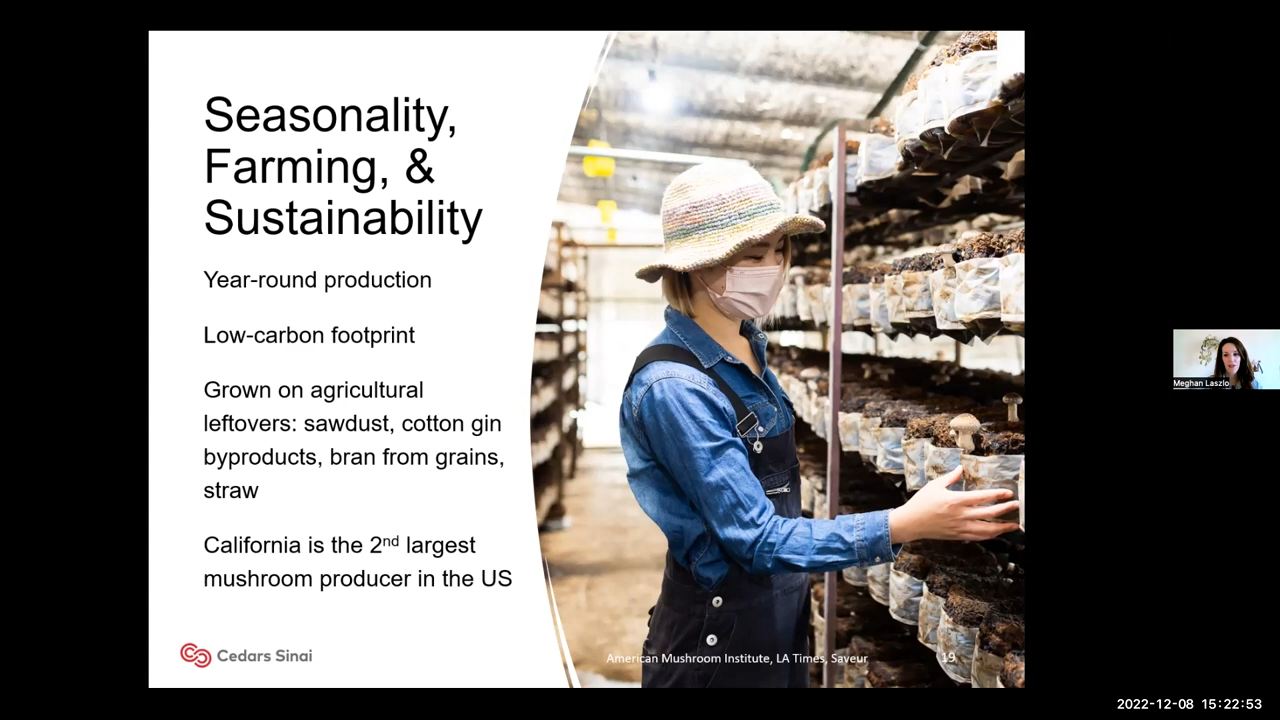 Seasonality,
Farming, &
Sustainability
Year-round production
Low-carbon footprint
Grown on agricultural
leftovers: sawdust, cotton gin
byproducts, bran from grains,
straw
California is the 2nd largest
mushroom producer in the US
Cedars Sinai
American Mushroom Institute, LA Times, Saveur
19
Meghan Laszlo
2022-12-08 15:22:53